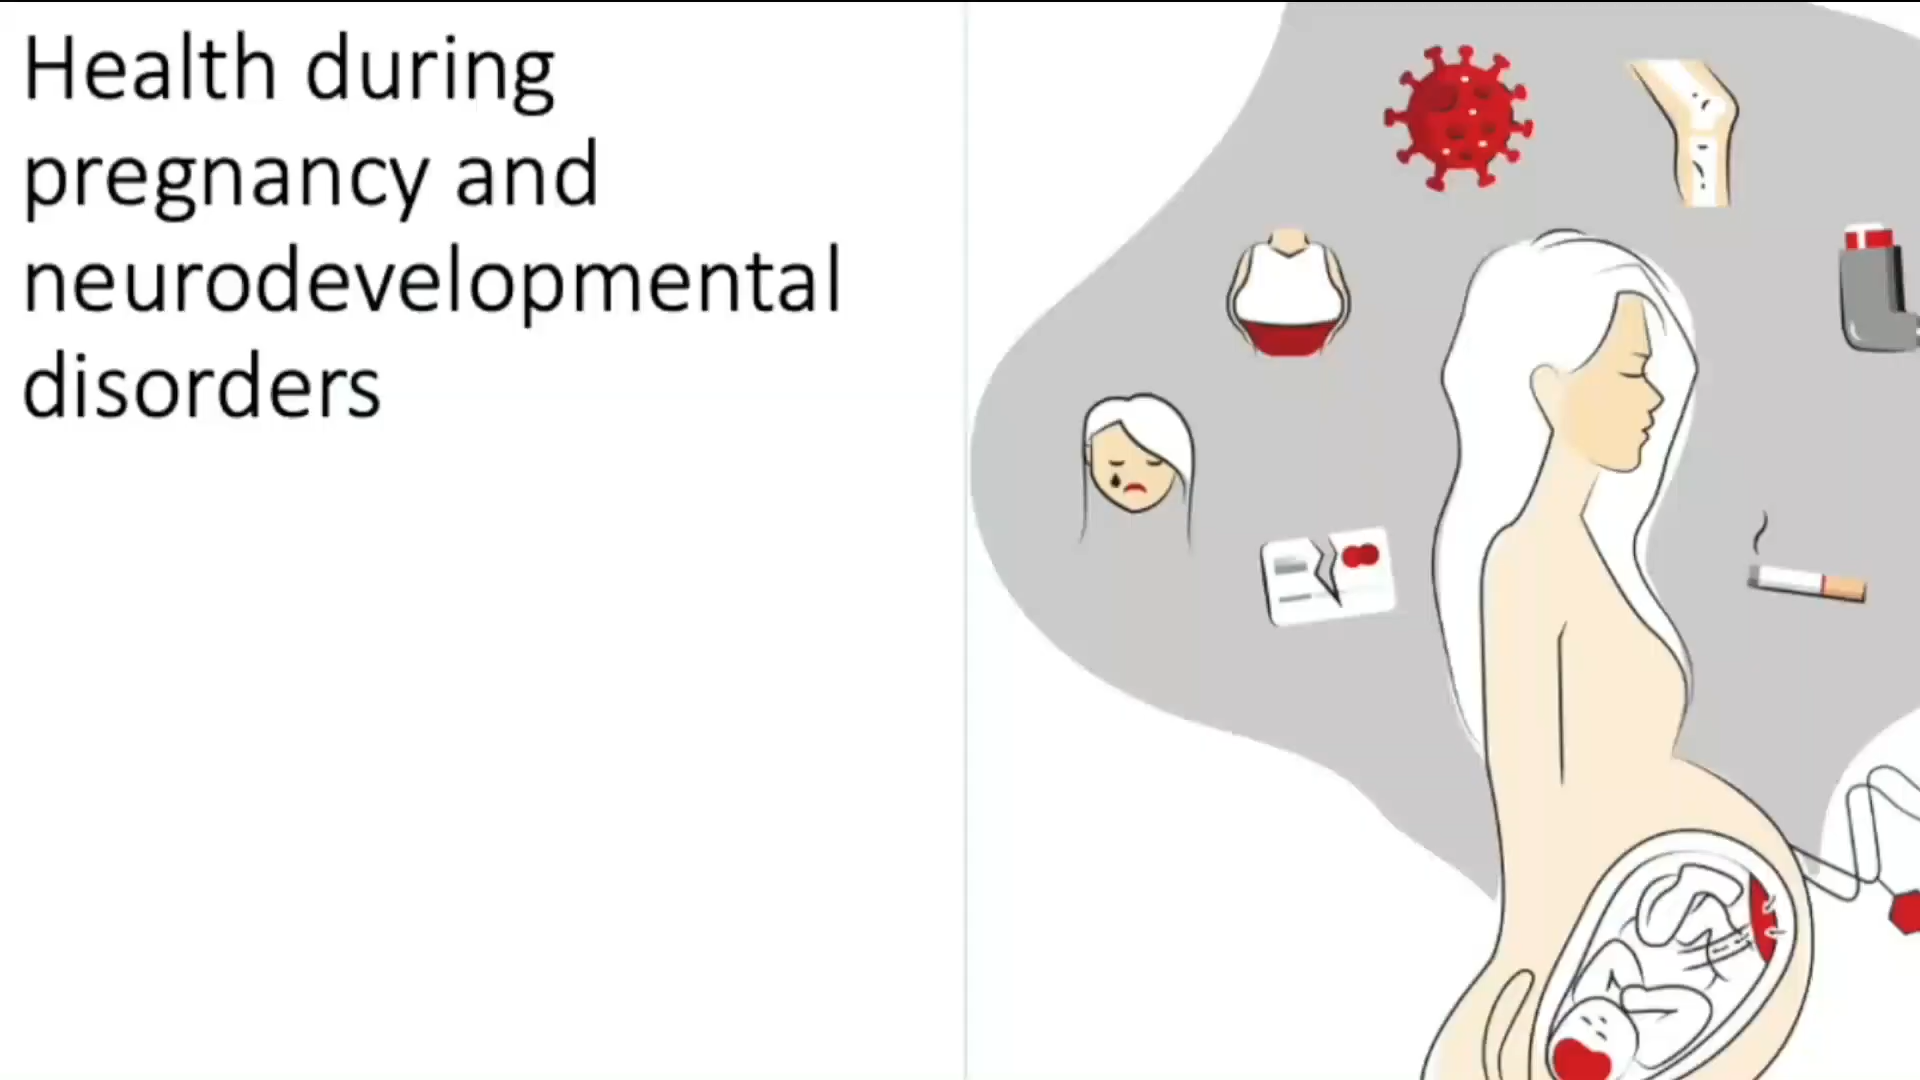 Health during
pregnancy and
neurodevelopmental
disorders